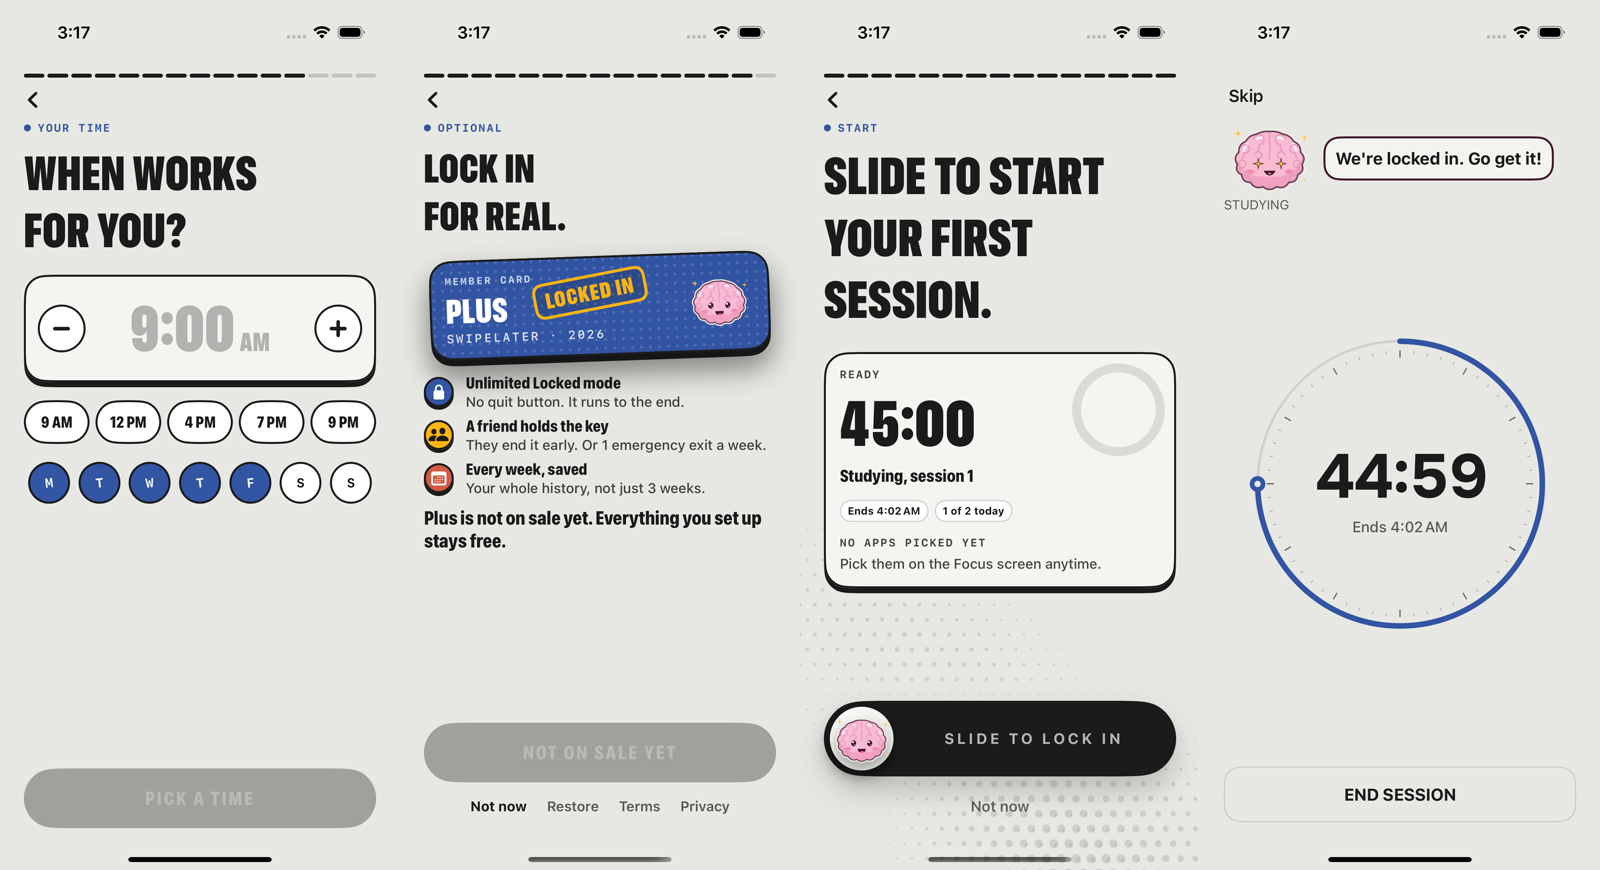 3:17
YOUR TIME
WHEN WORKS
FOR YOU?
9:00 AM
9 AM
12 PM
4 PM
7 PM
9 PM
M
T
W
T
F
S
S
PICK A TIME
3:17
OPTIONAL
LOCK IN
FOR REAL.
MEMBER CARD
PLUS
LOCKED IN
SWIPELATER · 2026
Unlimited Locked mode
No quit button. It runs to the end.
A friend holds the key
They end it early. Or 1 emergency exit a week.
Every week, saved
Your whole history, not just 3 weeks.
Plus is not on sale yet. Everything you set up
stays free.
NOT ON SALE YET
Not now
Restore
Terms
Privacy
3:17
START
SLIDE TO START
YOUR FIRST
SESSION.
READY
45:00
Studying, session 1
Ends 4:02 AM
1 of 2 today
NO APPS PICKED YET
Pick them on the Focus screen anytime.
SLIDE TO LOCK IN
Not now
3:17
Skip
We're locked in. Go get it!
STUDYING
44:59
Ends 4:02 AM
END SESSION